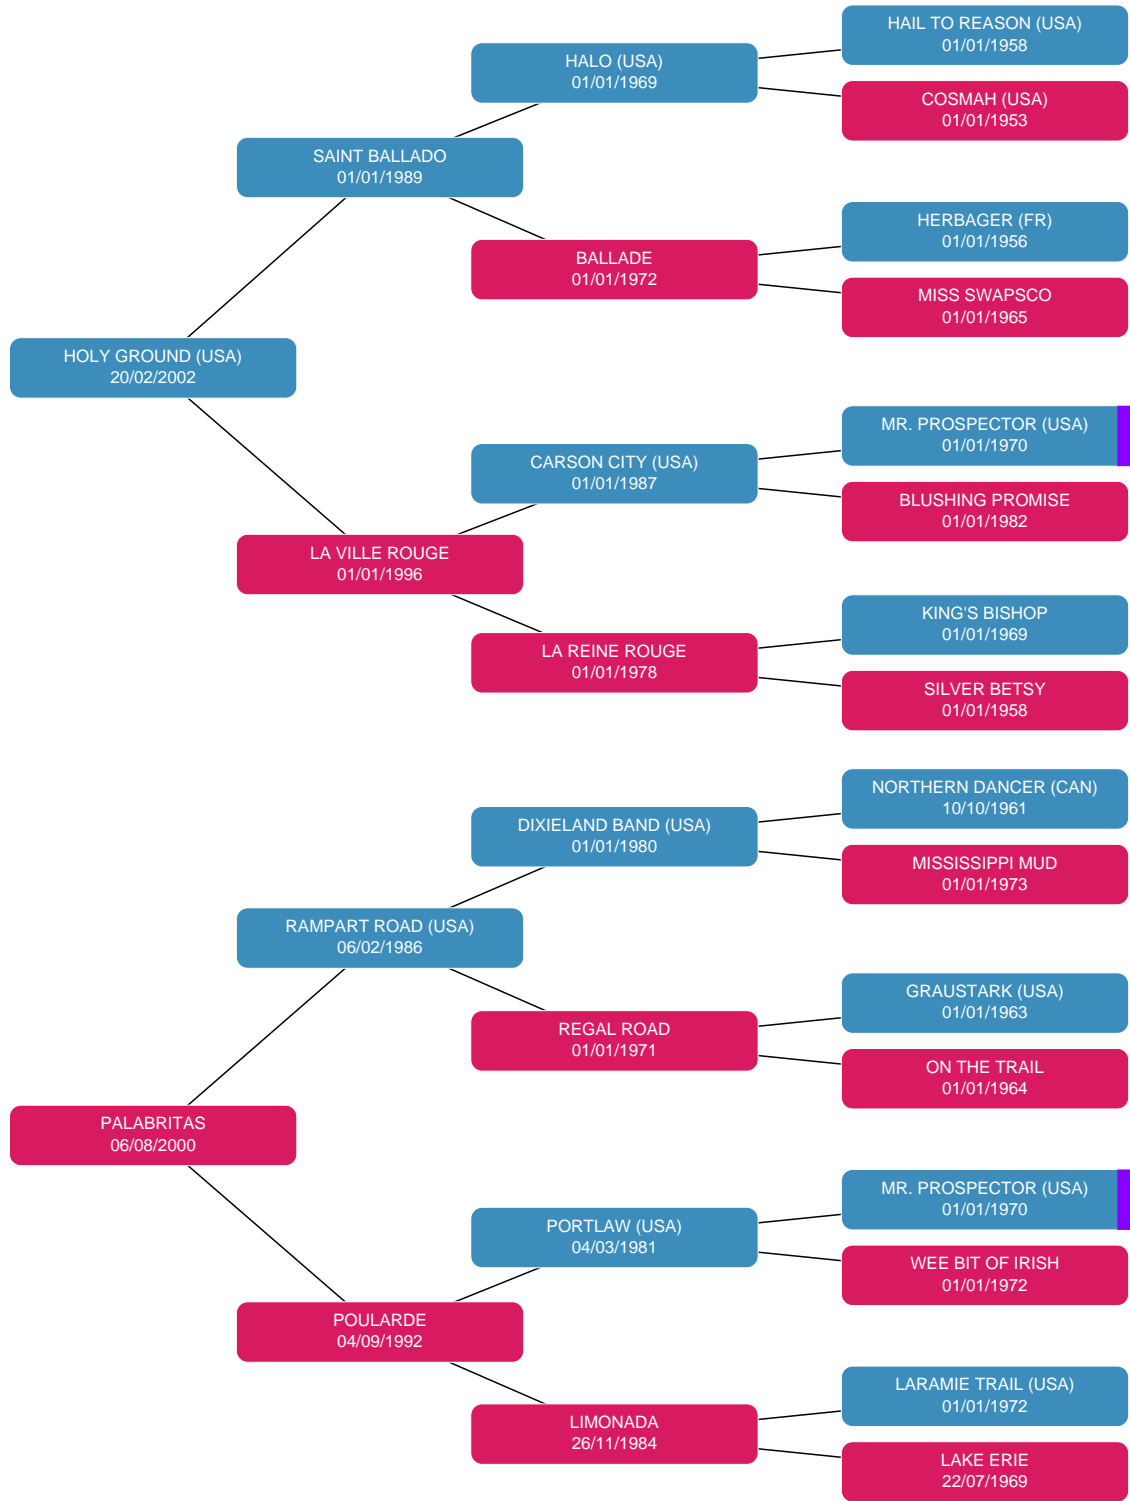 HAIL TO REASON (USA)
01/01/1958
HALO (USA)
01/01/1969
COSMAH (USA)
01/01/1953
SAINT BALLADO
01/01/1989
HERBAGER (FR)
01/01/1956
BALLADE
01/01/1972
MISS SWAPSCO
01/01/1965
HOLY GROUND (USA)
20/02/2002
MR. PROSPECTOR (USA)
01/01/1970
CARSON CITY (USA)
01/01/1987
BLUSHING PROMISE
01/01/1982
LA VILLE ROUGE
01/01/1996
KING'S BISHOP
01/01/1969
LA REINE ROUGE
01/01/1978
SILVER BETSY
01/01/1958
NORTHERN DANCER (CAN)
10/10/1961
DIXIELAND BAND (USA)
01/01/1980
MISSISSIPPI MUD
01/01/1973
RAMPART ROAD (USA)
06/02/1986
GRAUSTARK (USA)
01/01/1963
REGAL ROAD
01/01/1971
ON THE TRAIL
01/01/1964
PALABRITAS
06/08/2000
MR. PROSPECTOR (USA)
01/01/1970
PORTLAW (USA)
04/03/1981
WEE BIT OF IRISH
01/01/1972
POULARDE
04/09/1992
LARAMIE TRAIL (USA)
01/01/1972
LIMONADA
26/11/1984
LAKE ERIE
22/07/1969